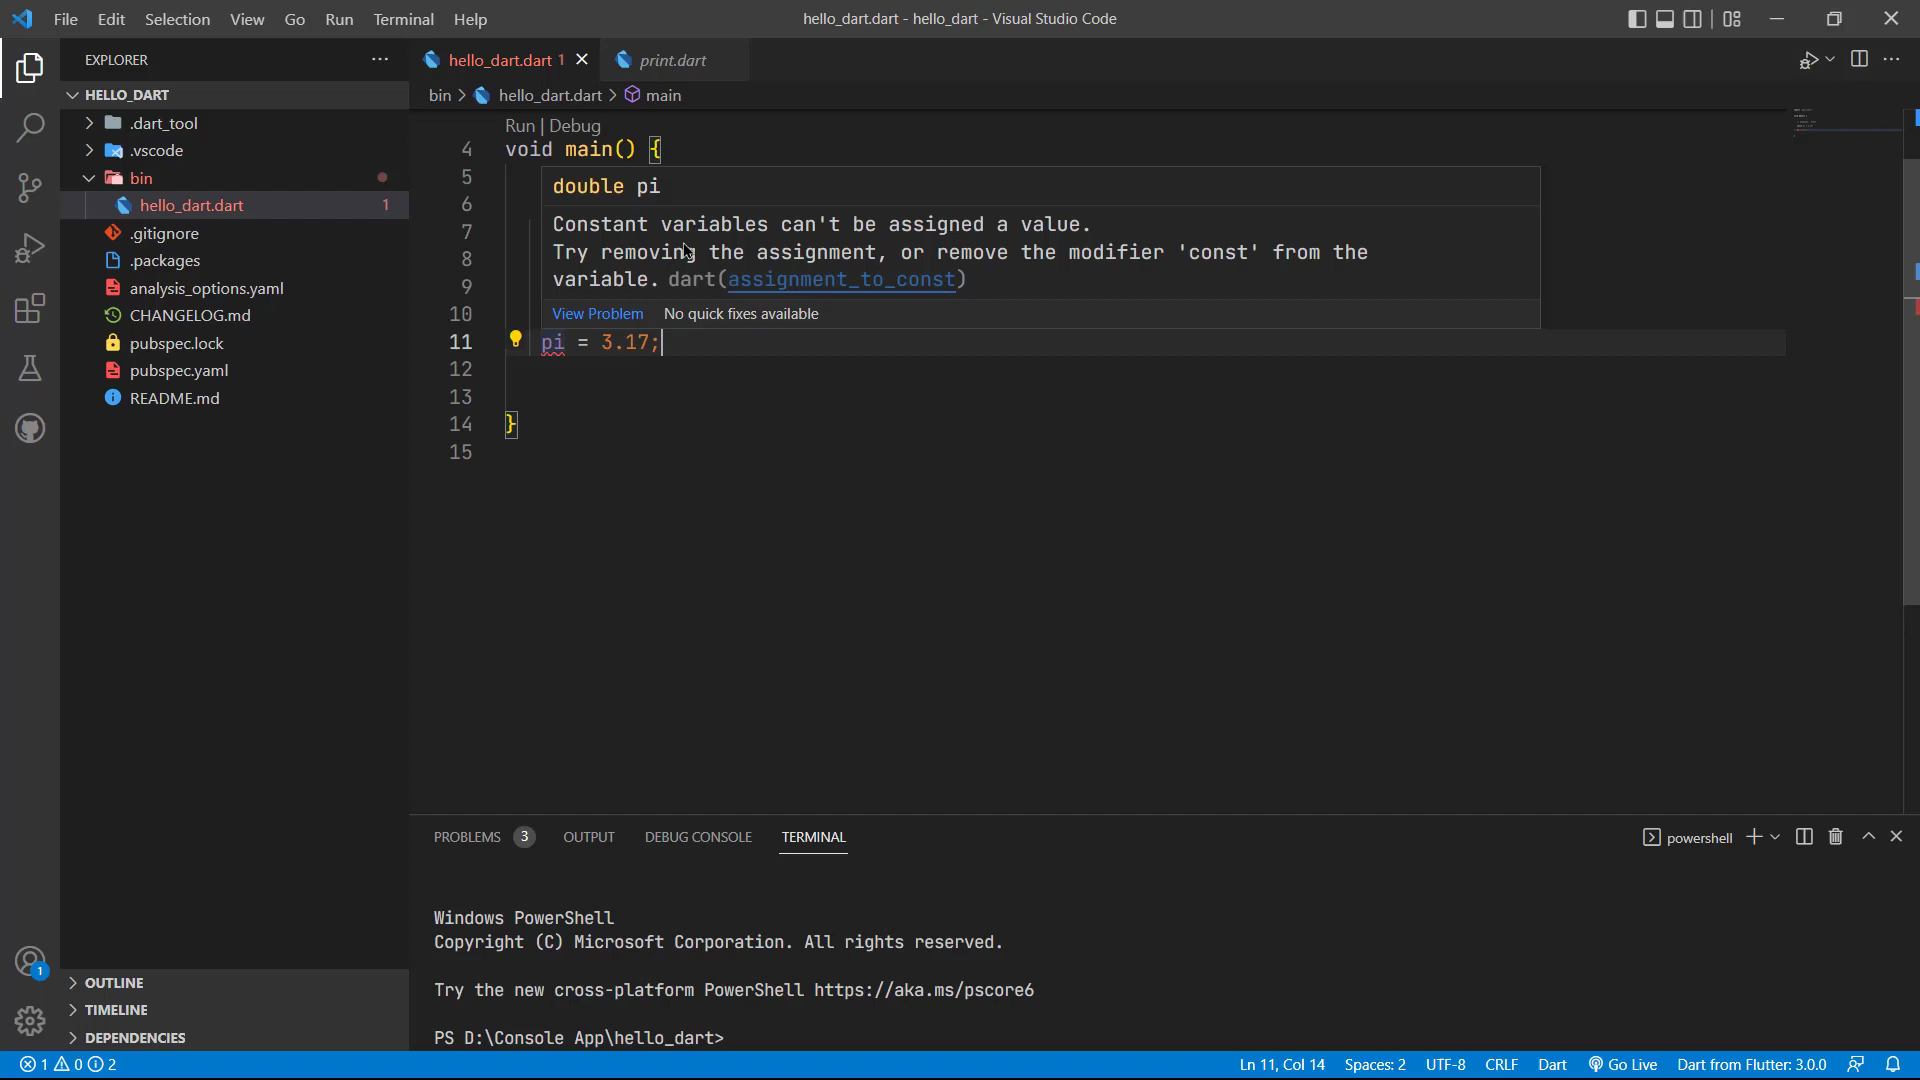 File Edit Selection View Go Run Terminal Help
hello_dart.dart - hello_dart - Visual Studio Code
EXPLORER
HELLO_DART
.dart_tool
.vscode
bin
hello_dart.dart 1
.gitignore
.packages
analysis_options.yaml
CHANGELOG.md
pubspec.lock
pubspec.yaml
README.md
OUTLINE
TIMELINE
DEPENDENCIES
hello_dart.dart 1
print.dart
bin > hello_dart.dart > main
Run | Debug
4 void main() {
5
6
7
8
9
10
double pi
Constant variables can't be assigned a value.
Try removing the assignment, or remove the modifier 'const' from the
variable. dart(assignment_to_const)
View Problem No quick fixes available
11 pi = 3.17;
12
13
14 }
15
PROBLEMS 3 OUTPUT DEBUG CONSOLE TERMINAL
powershell
Windows PowerShell
Copyright (C) Microsoft Corporation. All rights reserved.
Try the new cross-platform PowerShell https://aka.ms/pscore6
PS D:\Console App\hello_dart>
1
1 0 2
Ln 11, Col 14 Spaces: 2 UTF-8 CRLF Dart Go Live Dart from Flutter: 3.0.0